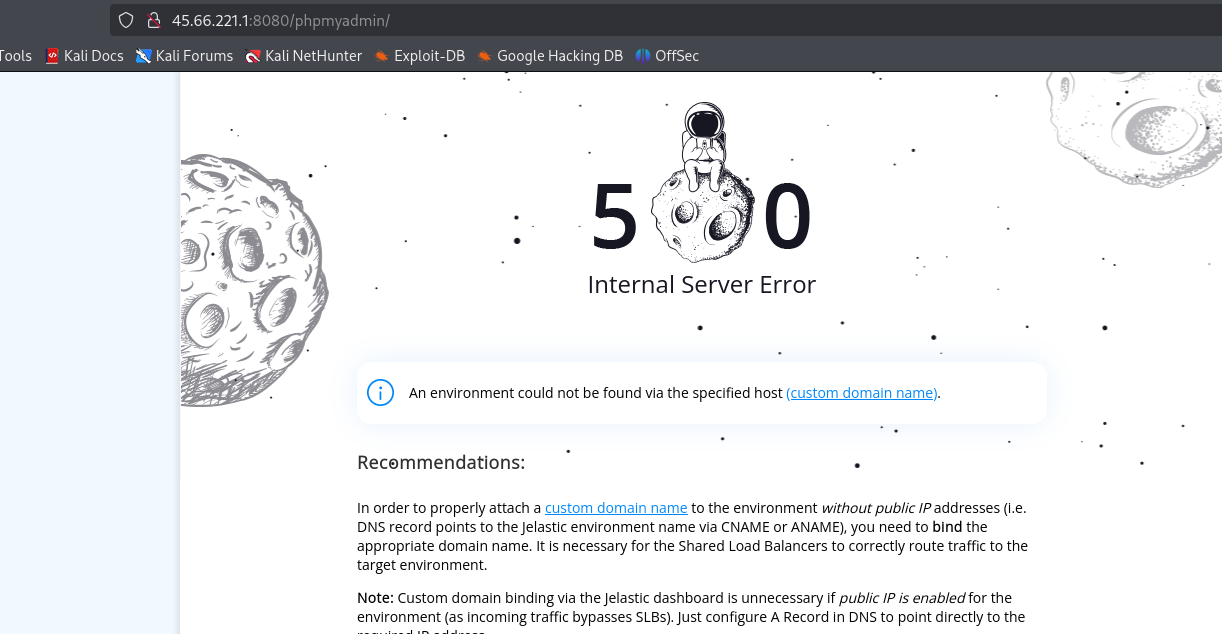 45.66.221.1:8080/phpmyadmin/
Tools Kali Docs Kali Forums Kali NetHunter Exploit-DB Google Hacking DB OffSec
5 0
Internal Server Error
An environment could not be found via the specified host (custom domain name).
Recommendations:
In order to properly attach a custom domain name to the environment without public IP addresses (i.e.
DNS record points to the Jelastic environment name via CNAME or ANAME), you need to bind the
appropriate domain name. It is necessary for the Shared Load Balancers to correctly route traffic to the
target environment.
Note: Custom domain binding via the Jelastic dashboard is unnecessary if public IP is enabled for the
environment (as incoming traffic bypasses SLBs). Just configure A Record in DNS to point directly to the
required IP address.